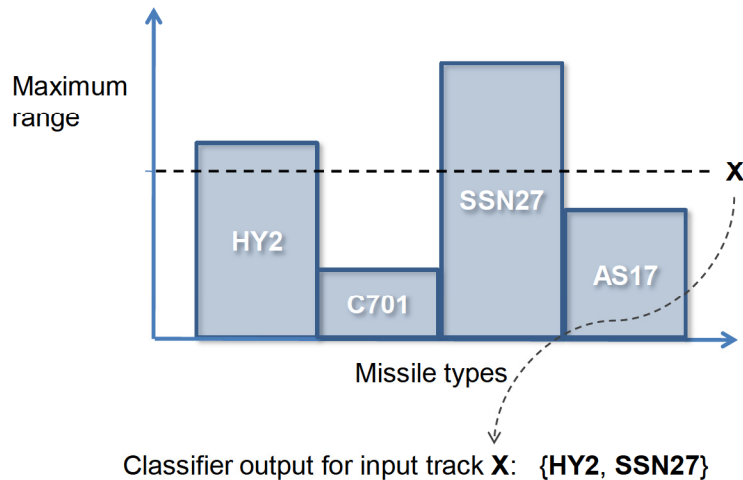 Maximum
range
X
SSN27
HY2
AS17
C701
Missile types
Classifier output for input track X: {HY2, SSN27}